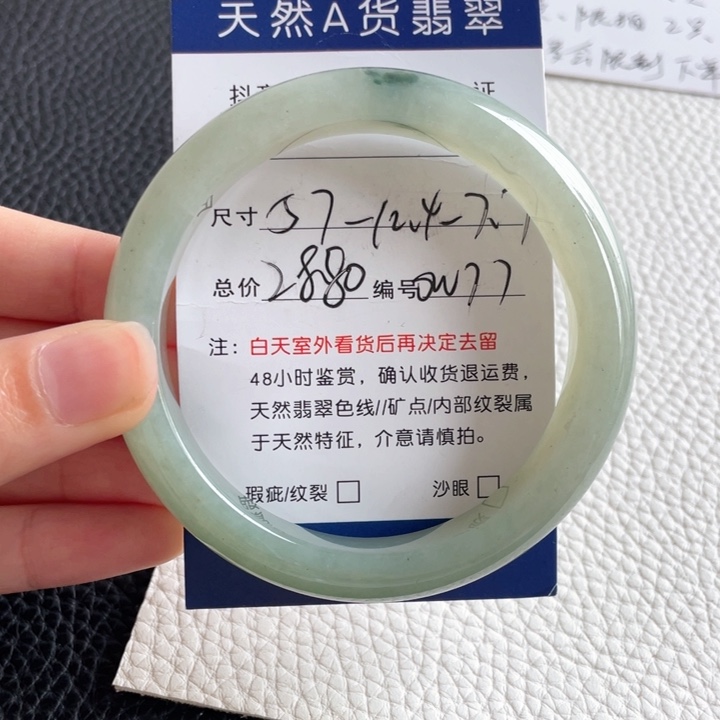 天然A货翡翠
证
尺寸 57-12.4-7.
总价 2880 编号
注：白天室外看货后再决定去留
48小时鉴赏，确认收货退运费，
天然翡翠色线//矿点/内部纹裂属
于天然特征，介意请慎拍。
瑕疵/纹裂 □ 沙眼 □